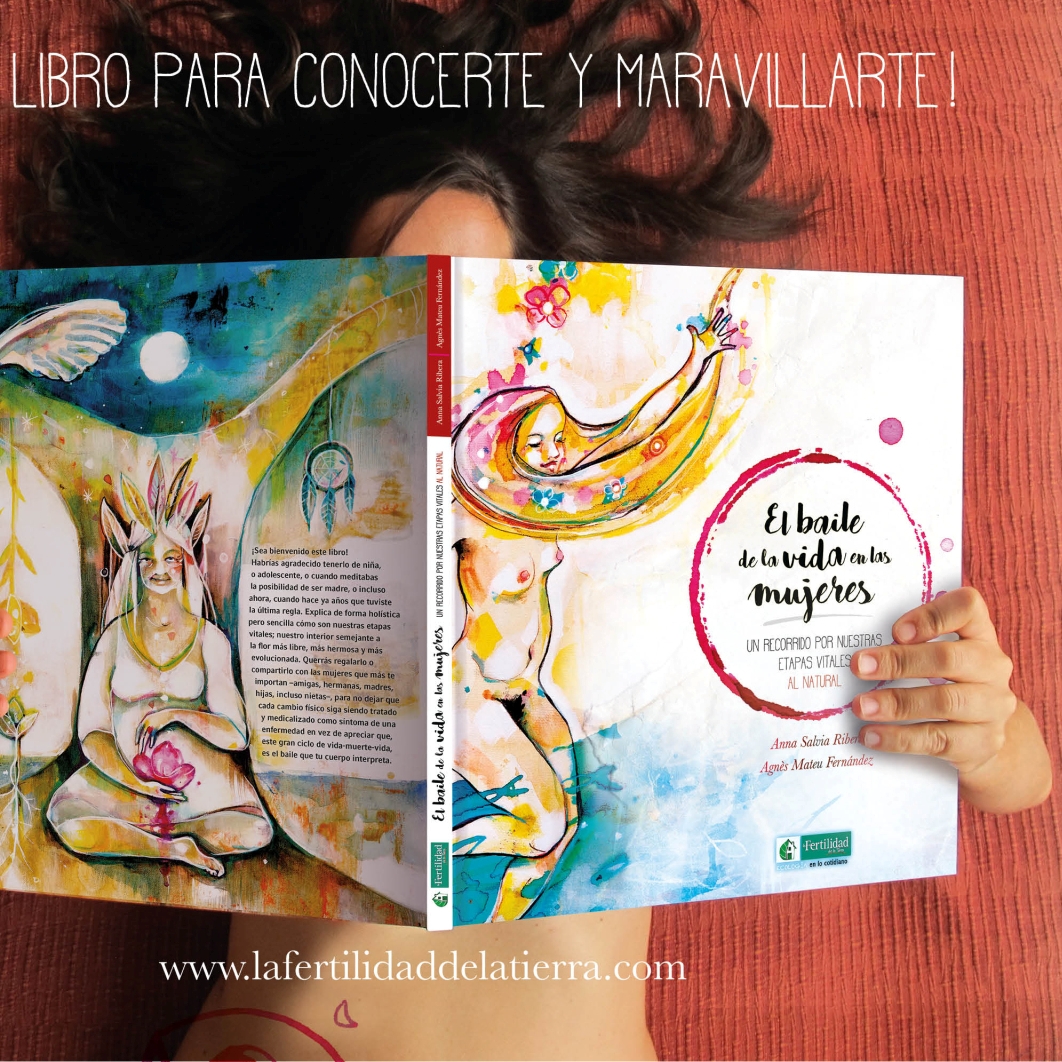 LIBRO PARA CONOCERTE Y MARAVILLARTE!
¡Sea bienvenido este libro!
Habrías agradecido tenerlo de niña,
o adolescente, o cuando meditabas
la posibilidad de ser madre, o incluso
ahora, cuando hace ya años que tuviste
la última regla. Explica de forma holística
pero sencilla cómo son nuestras etapas
vitales; nuestro interior semejante a
la flor más libre, más hermosa y más
evolucionada. Querrás regalarlo o
compartirlo con las mujeres que más te
importan –amigas, hermanas, madres,
hijas, incluso nietas–, para no dejar que
cada cambio físico siga siendo tratado
y medicalizado como síntoma de una
enfermedad en vez de apreciar que,
este gran ciclo de vida-muerte-vida,
es el baile que tu cuerpo interpreta.
Anna Salvia Ribera Agnès Mateu Fernández
El baile de la vida en las mujeres UN RECORRIDO POR NUESTRAS ETAPAS VITALES AL NATURAL
Fertilidad
El baile
de la vida en las
mujeres
UN RECORRIDO POR NUESTRAS
ETAPAS VITALES
AL NATURAL
Anna Salvia Ribera
Agnès Mateu Fernández
La Fertilidad
de la Tierra
en lo cotidiano
www.lafertilidaddelatierra.com